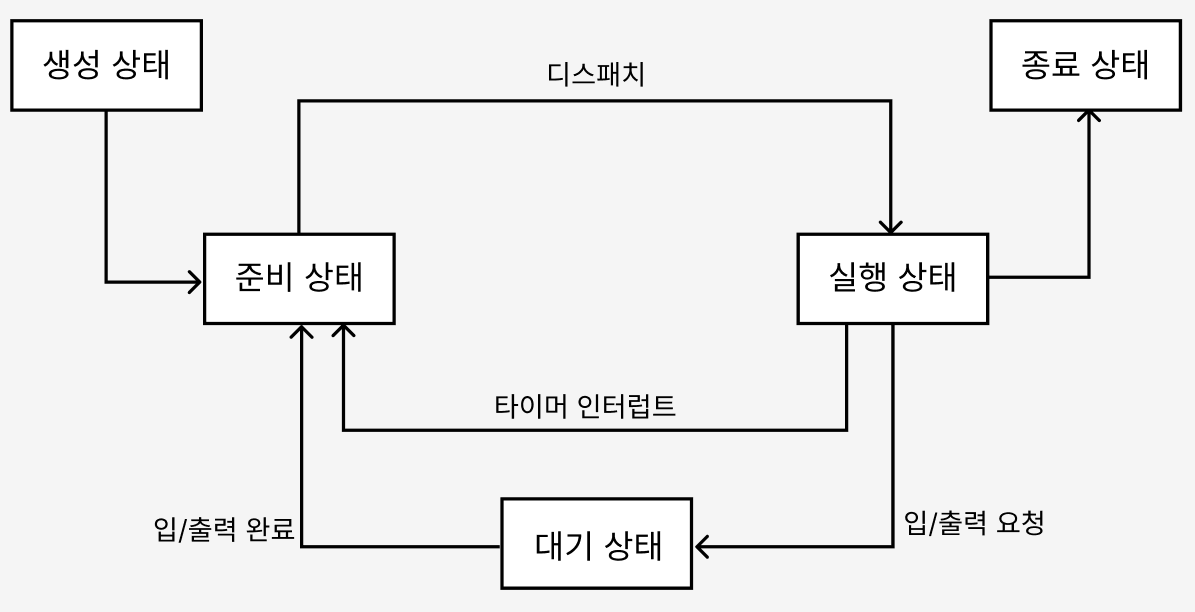 생성 상태
종료 상태
디스패치
준비 상태
실행 상태
타이머 인터럽트
입/출력 완료
입/출력 요청
대기 상태